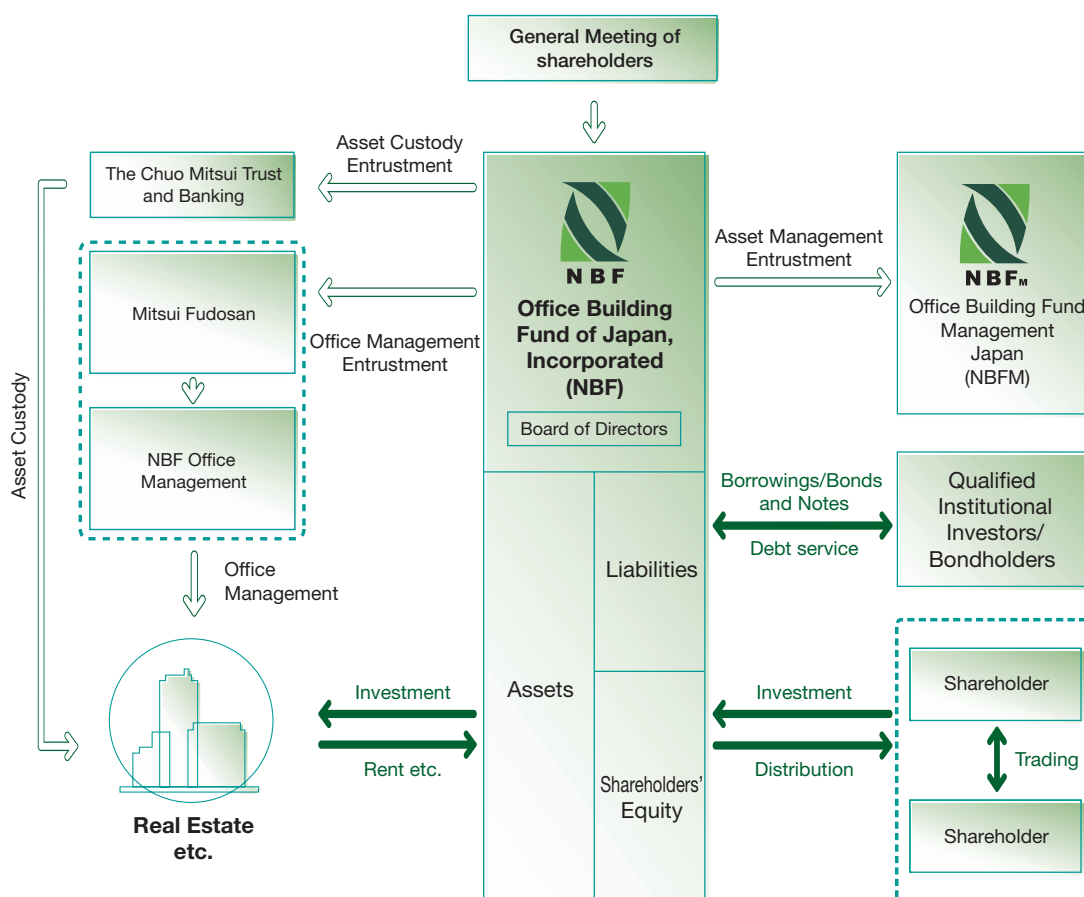 General Meeting of
shareholders
Asset Custody
Entrustment
The Chuo Mitsui Trust
and Banking
NBF
Office Building
Fund of Japan,
Incorporated
(NBF)
Board of Directors
Asset Management
Entrustment
NBFM
Office Building Fund
Management
Japan
(NBFM)
Mitsui Fudosan
Office Management
Entrustment
NBF Office
Management
Asset Custody
Office
Management
Borrowings/Bonds
and Notes
Debt service
Qualified
Institutional
Investors/
Bondholders
Liabilities
Assets
Shareholders’
Equity
Investment
Rent etc.
Real Estate
etc.
Investment
Distribution
Shareholder
Trading
Shareholder